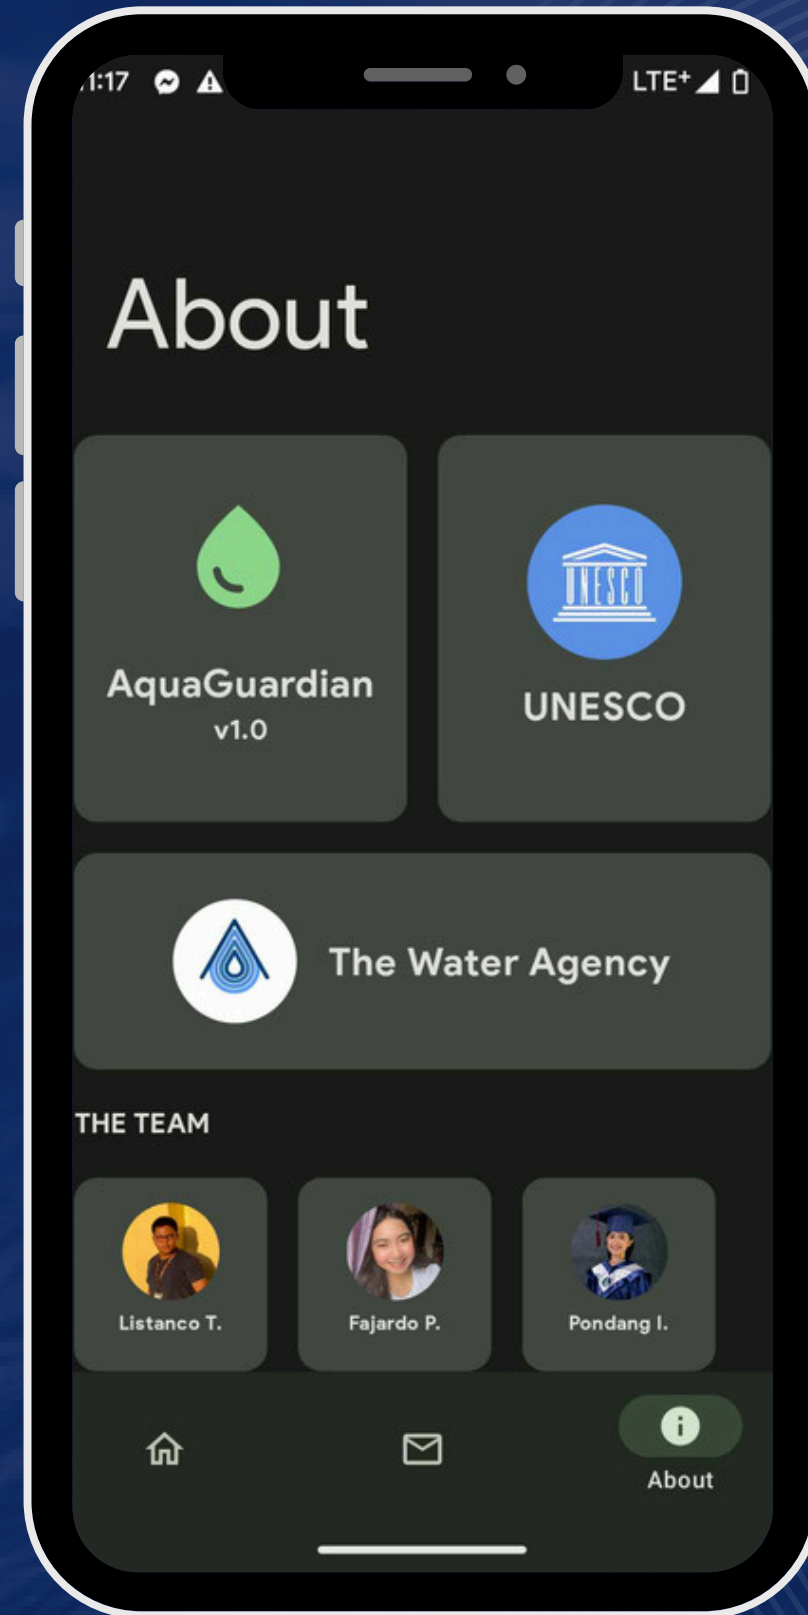 1:17 LTE+
About
AquaGuardian
v1.0
UNESCO
UNESCO
The Water Agency
THE TEAM
Listanco T. Fajardo P. Pondang I.
About